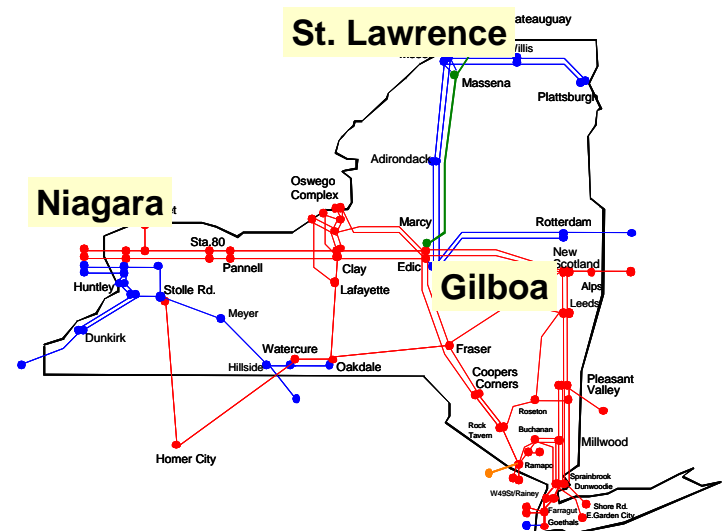 St. Lawrence
ateauguay
Willis
Massena
Plattsburgh
Adirondack
Oswego
Complex
Niagara
Marcy
Rotterdam
Sta.80
New
Scotland
Pannell
Clay
Edic
Gilboa
Alps
Huntley
Stolle Rd.
Lafayette
Leeds
Meyer
Dunkirk
Watercure
Fraser
Hillside
Oakdale
Coopers
Corners
Pleasant
Valley
Roseton
Rock
Tavern
Buchanan
Millwood
Homer City
Ramapo
Sprainbrook
Dunwoodie
W49St/Rainey
Shore Rd.
Farragut
E.Garden City
Goethals